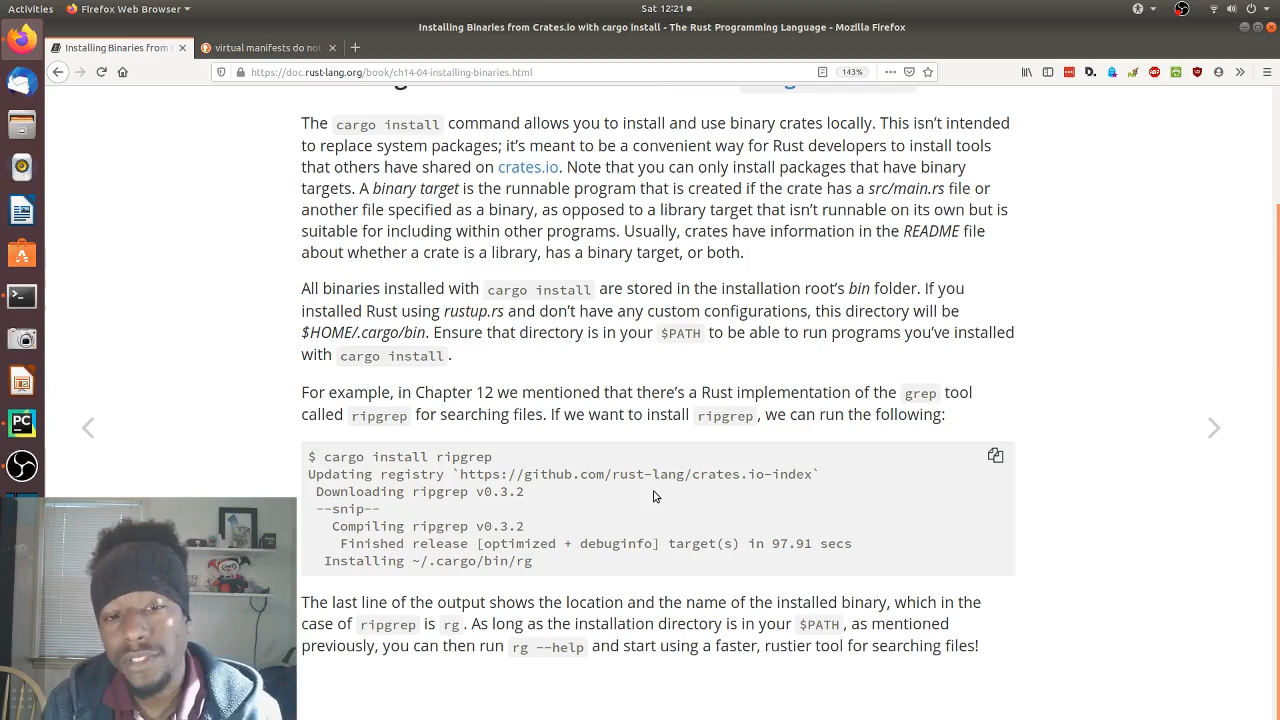 Activities
Firefox Web Browser
Sat 12:21
Installing Binaries from Crates.io with cargo install - The Rust Programming Language - Mozilla Firefox
Installing Binaries from C
virtual manifests do not
https://doc.rust-lang.org/book/ch14-04-installing-binaries.html
143%
The cargo install command allows you to install and use binary crates locally. This isn’t intended
to replace system packages; it’s meant to be a convenient way for Rust developers to install tools
that others have shared on crates.io. Note that you can only install packages that have binary
targets. A binary target is the runnable program that is created if the crate has a src/main.rs file or
another file specified as a binary, as opposed to a library target that isn’t runnable on its own but is
suitable for including within other programs. Usually, crates have information in the README file
about whether a crate is a library, has a binary target, or both.
All binaries installed with cargo install are stored in the installation root’s bin folder. If you
installed Rust using rustup.rs and don’t have any custom configurations, this directory will be
$HOME/.cargo/bin. Ensure that directory is in your $PATH to be able to run programs you’ve installed
with cargo install .
For example, in Chapter 12 we mentioned that there’s a Rust implementation of the grep tool
called ripgrep for searching files. If we want to install ripgrep, we can run the following:
$ cargo install ripgrep
Updating registry `https://github.com/rust-lang/crates.io-index`
Downloading ripgrep v0.3.2
--snip--
Compiling ripgrep v0.3.2
Finished release [optimized + debuginfo] target(s) in 97.91 secs
Installing ~/.cargo/bin/rg
The last line of the output shows the location and the name of the installed binary, which in the
case of ripgrep is rg. As long as the installation directory is in your $PATH, as mentioned
previously, you can then run rg --help and start using a faster, rustier tool for searching files!
PC